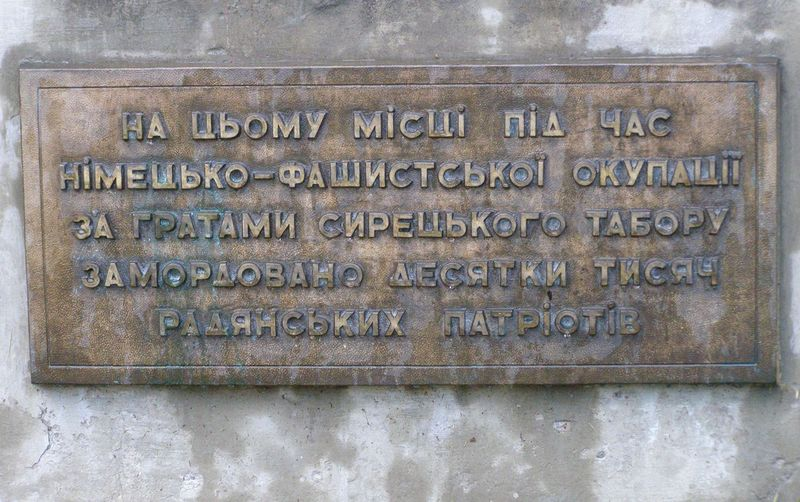 НА ЦЬОМУ МІСЦІ ПІД ЧАС
НІМЕЦЬКО-ФАШИСТСЬКОЇ ОКУПАЦІЇ
ЗА ГРАТАМИ СИРЕЦЬКОГО ТАБОРУ
ЗАМОРДОВАНО ДЕСЯТКИ ТИСЯЧ
РАДЯНСЬКИХ ПАТРІОТІВ